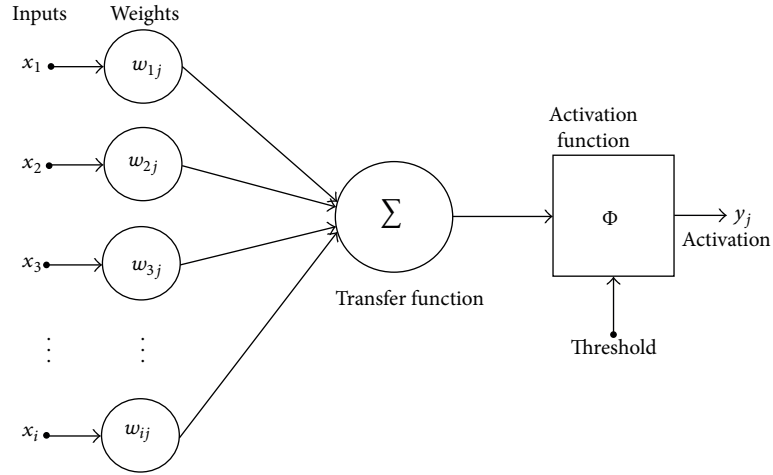 Inputs Weights
x₁ w₁ⱼ
Activation
function
x₂ w₂ⱼ
∑ Φ yⱼ
Activation
x₃ w₃ⱼ
Transfer function
Threshold
⋮ ⋮
xᵢ wᵢⱼ